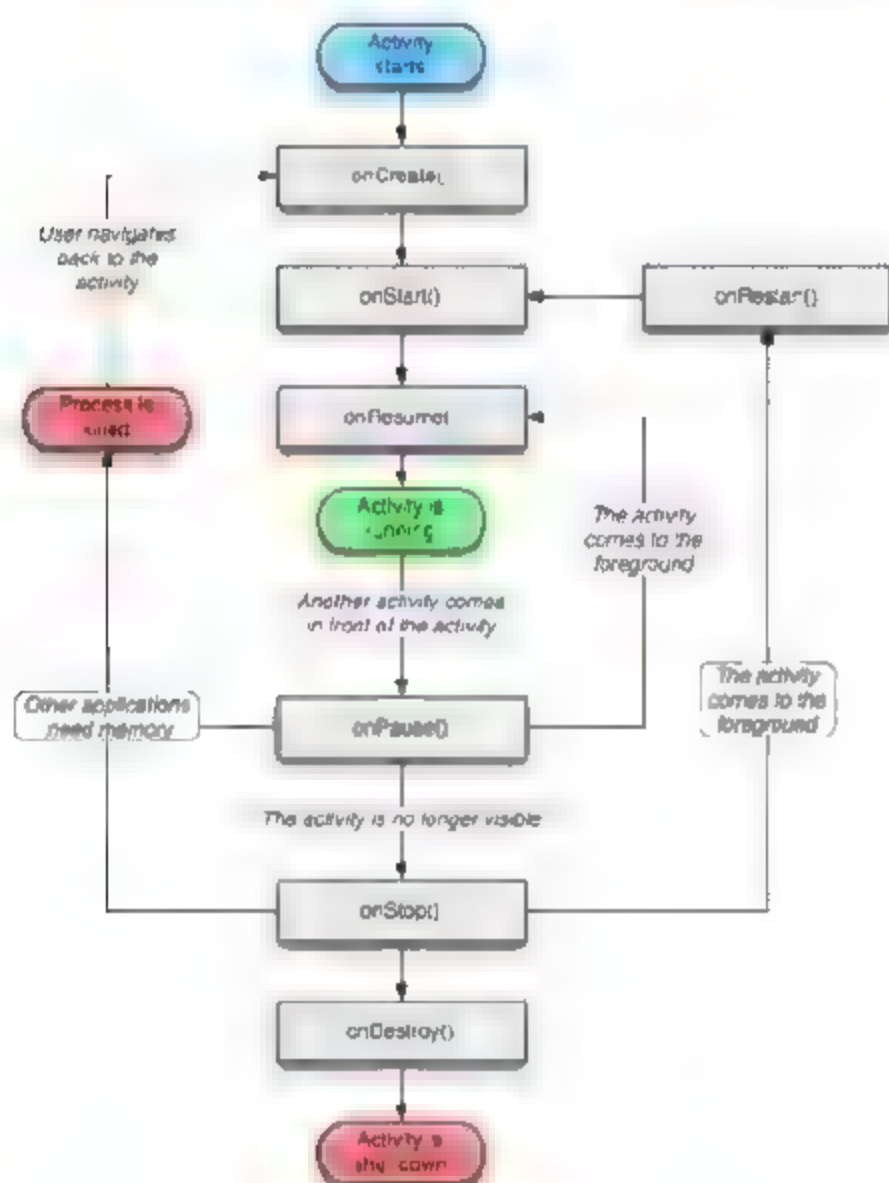 Activity
starts
onCreate(
User navigates
back to the
activity
onStart()
onRestart()
Process is
killed
onResume(
Activity is
running
The activity
comes to the
foreground
Another activity comes
in front of the activity
The activity
comes to the
foreground
Other applications
need memory
onPause()
The activity is no longer visible
onStop()
onDestroy()
Activity is
shut down